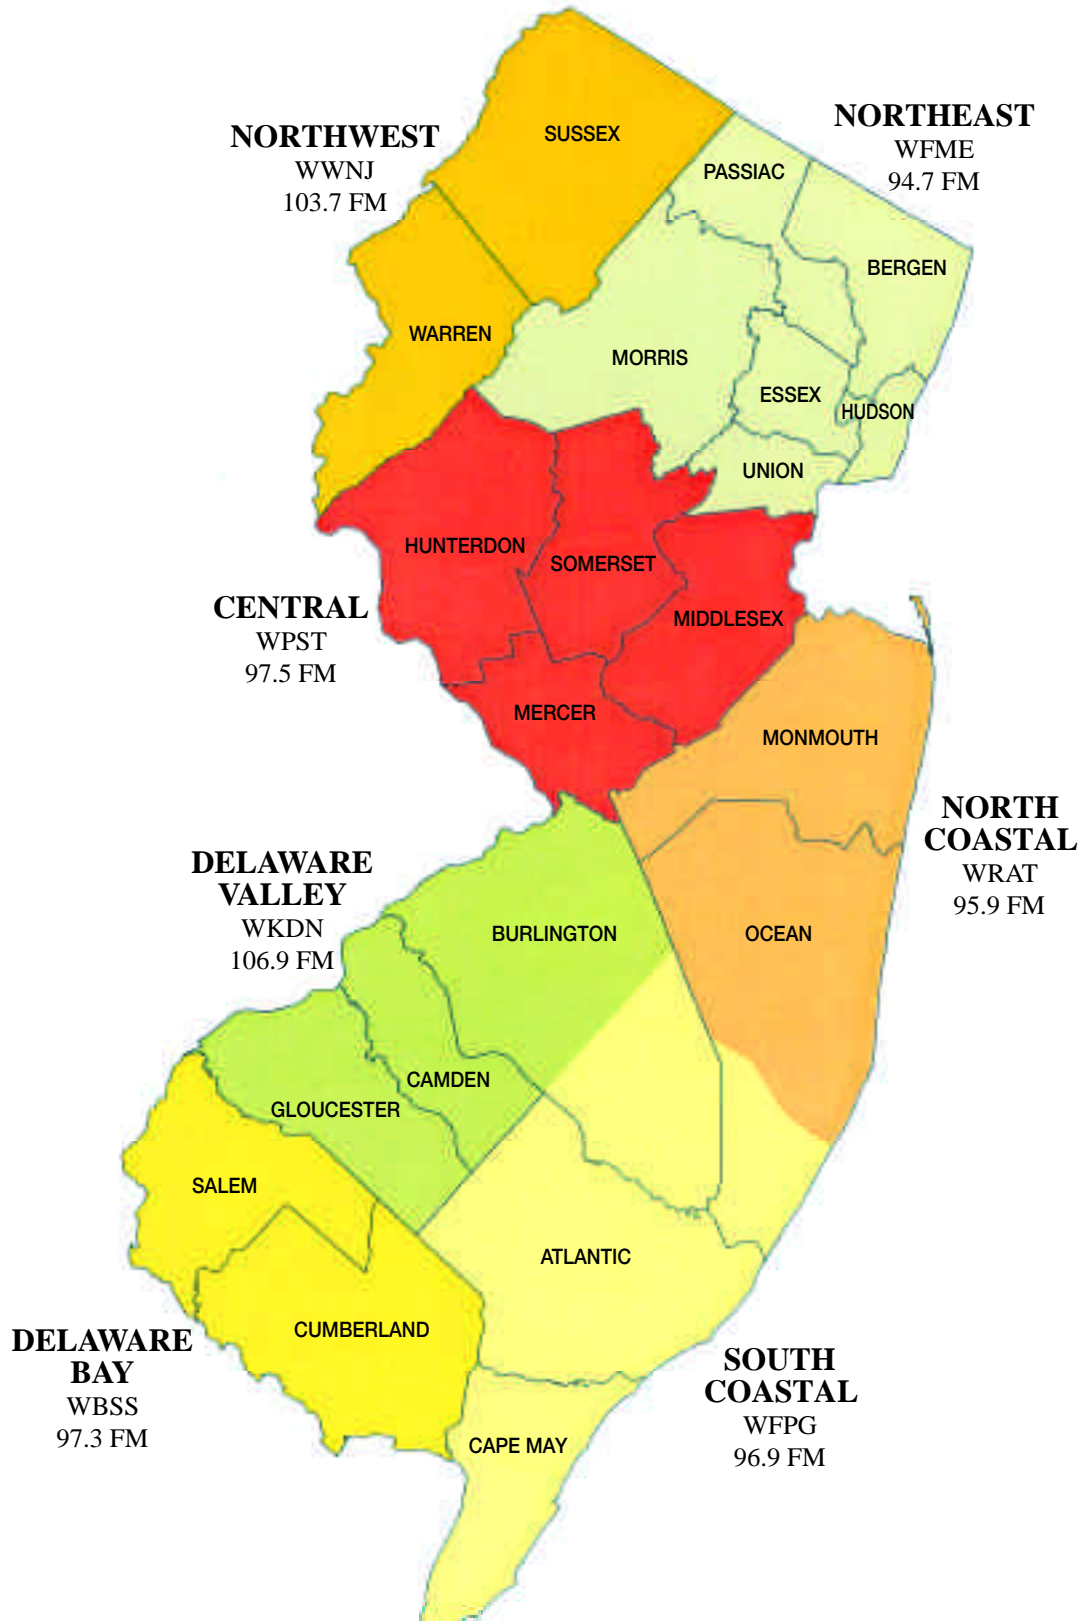 NORTHWEST
WWNJ
103.7 FM
NORTHEAST
WFME
94.7 FM
SUSSEX
PASSIAC
BERGEN
WARREN
MORRIS
ESSEX
HUDSON
UNION
HUNTERDON
SOMERSET
CENTRAL
WPST
97.5 FM
MIDDLESEX
MERCER
MONMOUTH
NORTH
COASTAL
WRAT
95.9 FM
DELAWARE
VALLEY
WKDN
106.9 FM
BURLINGTON
OCEAN
CAMDEN
GLOUCESTER
SALEM
ATLANTIC
CUMBERLAND
DELAWARE
BAY
WBSS
97.3 FM
SOUTH
COASTAL
WFPG
96.9 FM
CAPE MAY